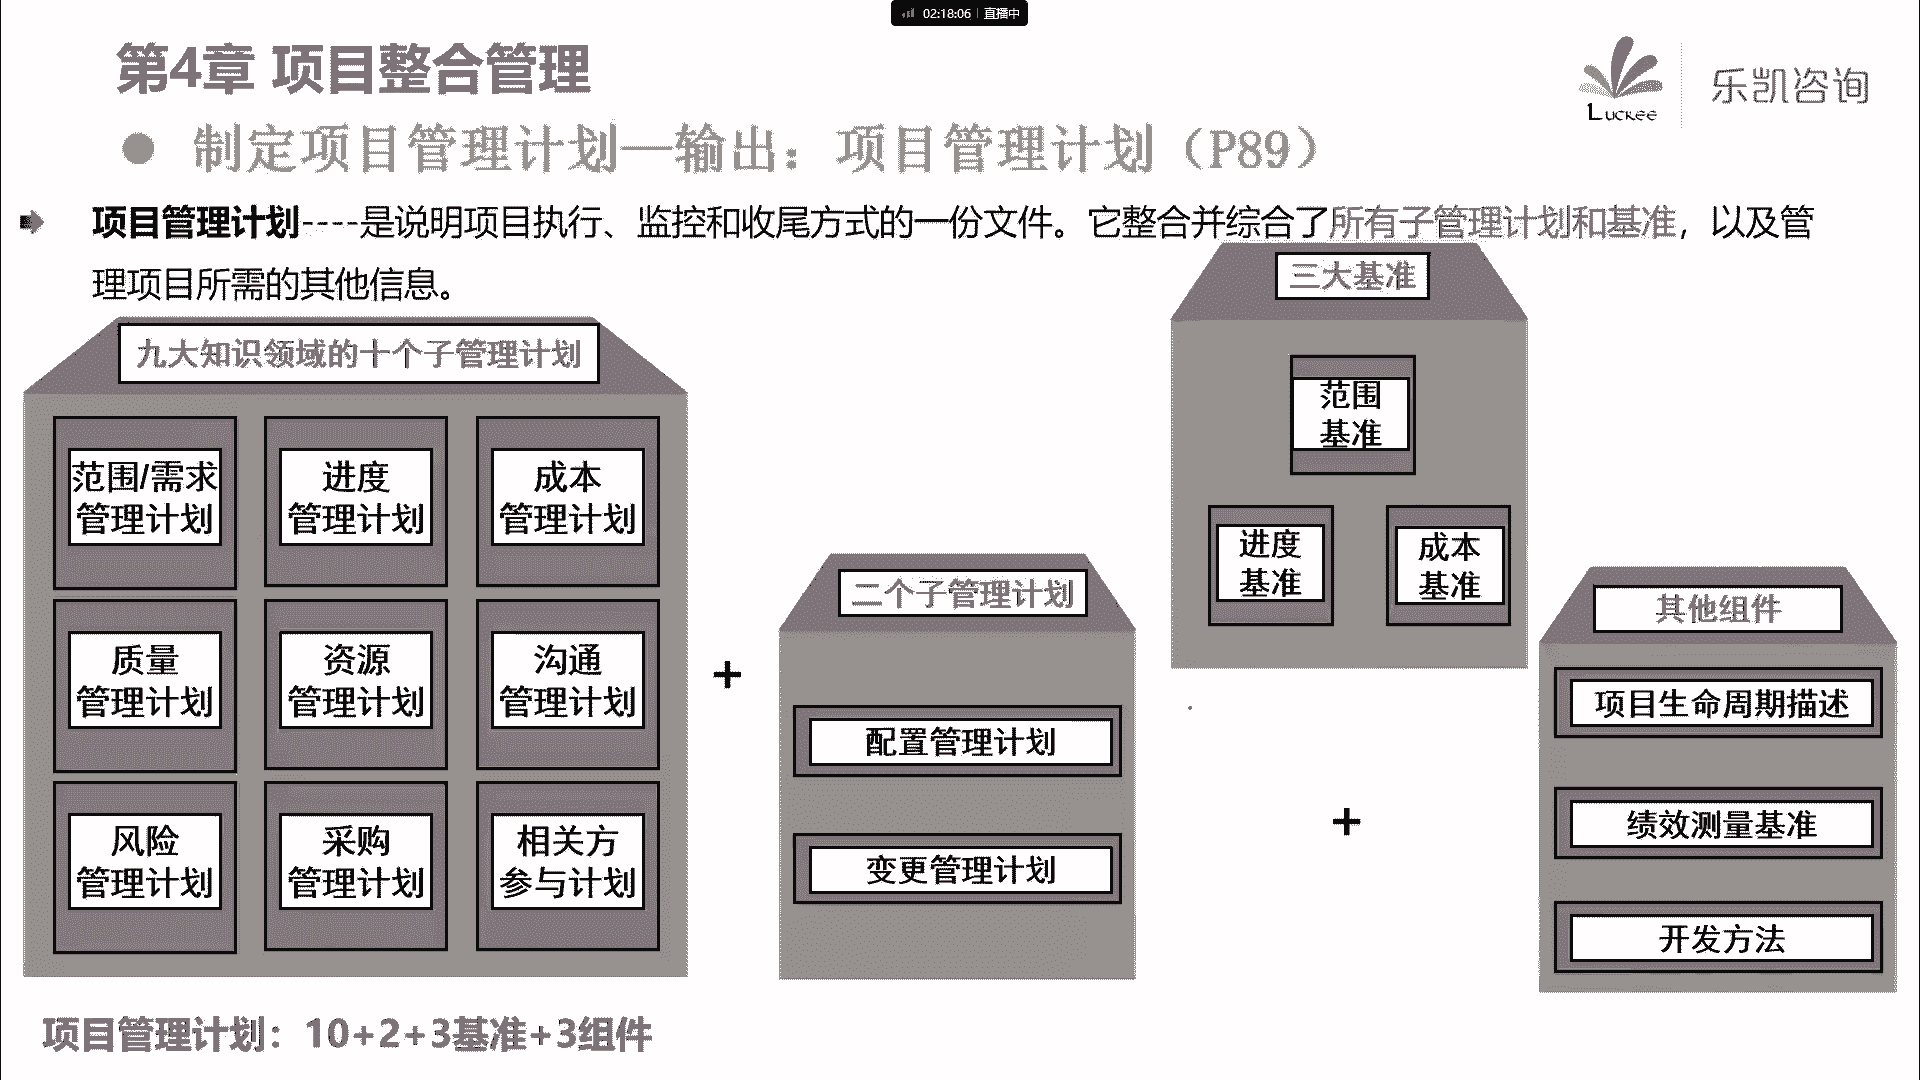 02:18:06 直播中
第4章 项目整合管理
Luckee
乐凯咨询
● 制定项目管理计划—输出：项目管理计划（P89）
项目管理计划----是说明项目执行、监控和收尾方式的一份文件。它整合并综合了所有子管理计划和基准，以及管
理项目所需的其他信息。
九大知识领域的十个子管理计划
范围/需求
管理计划
进度
管理计划
成本
管理计划
质量
管理计划
资源
管理计划
沟通
管理计划
风险
管理计划
采购
管理计划
相关方
参与计划
+
二个子管理计划
配置管理计划
变更管理计划
三大基准
范围
基准
进度
基准
成本
基准
+
其他组件
项目生命周期描述
绩效测量基准
开发方法
项目管理计划：10+2+3基准+3组件